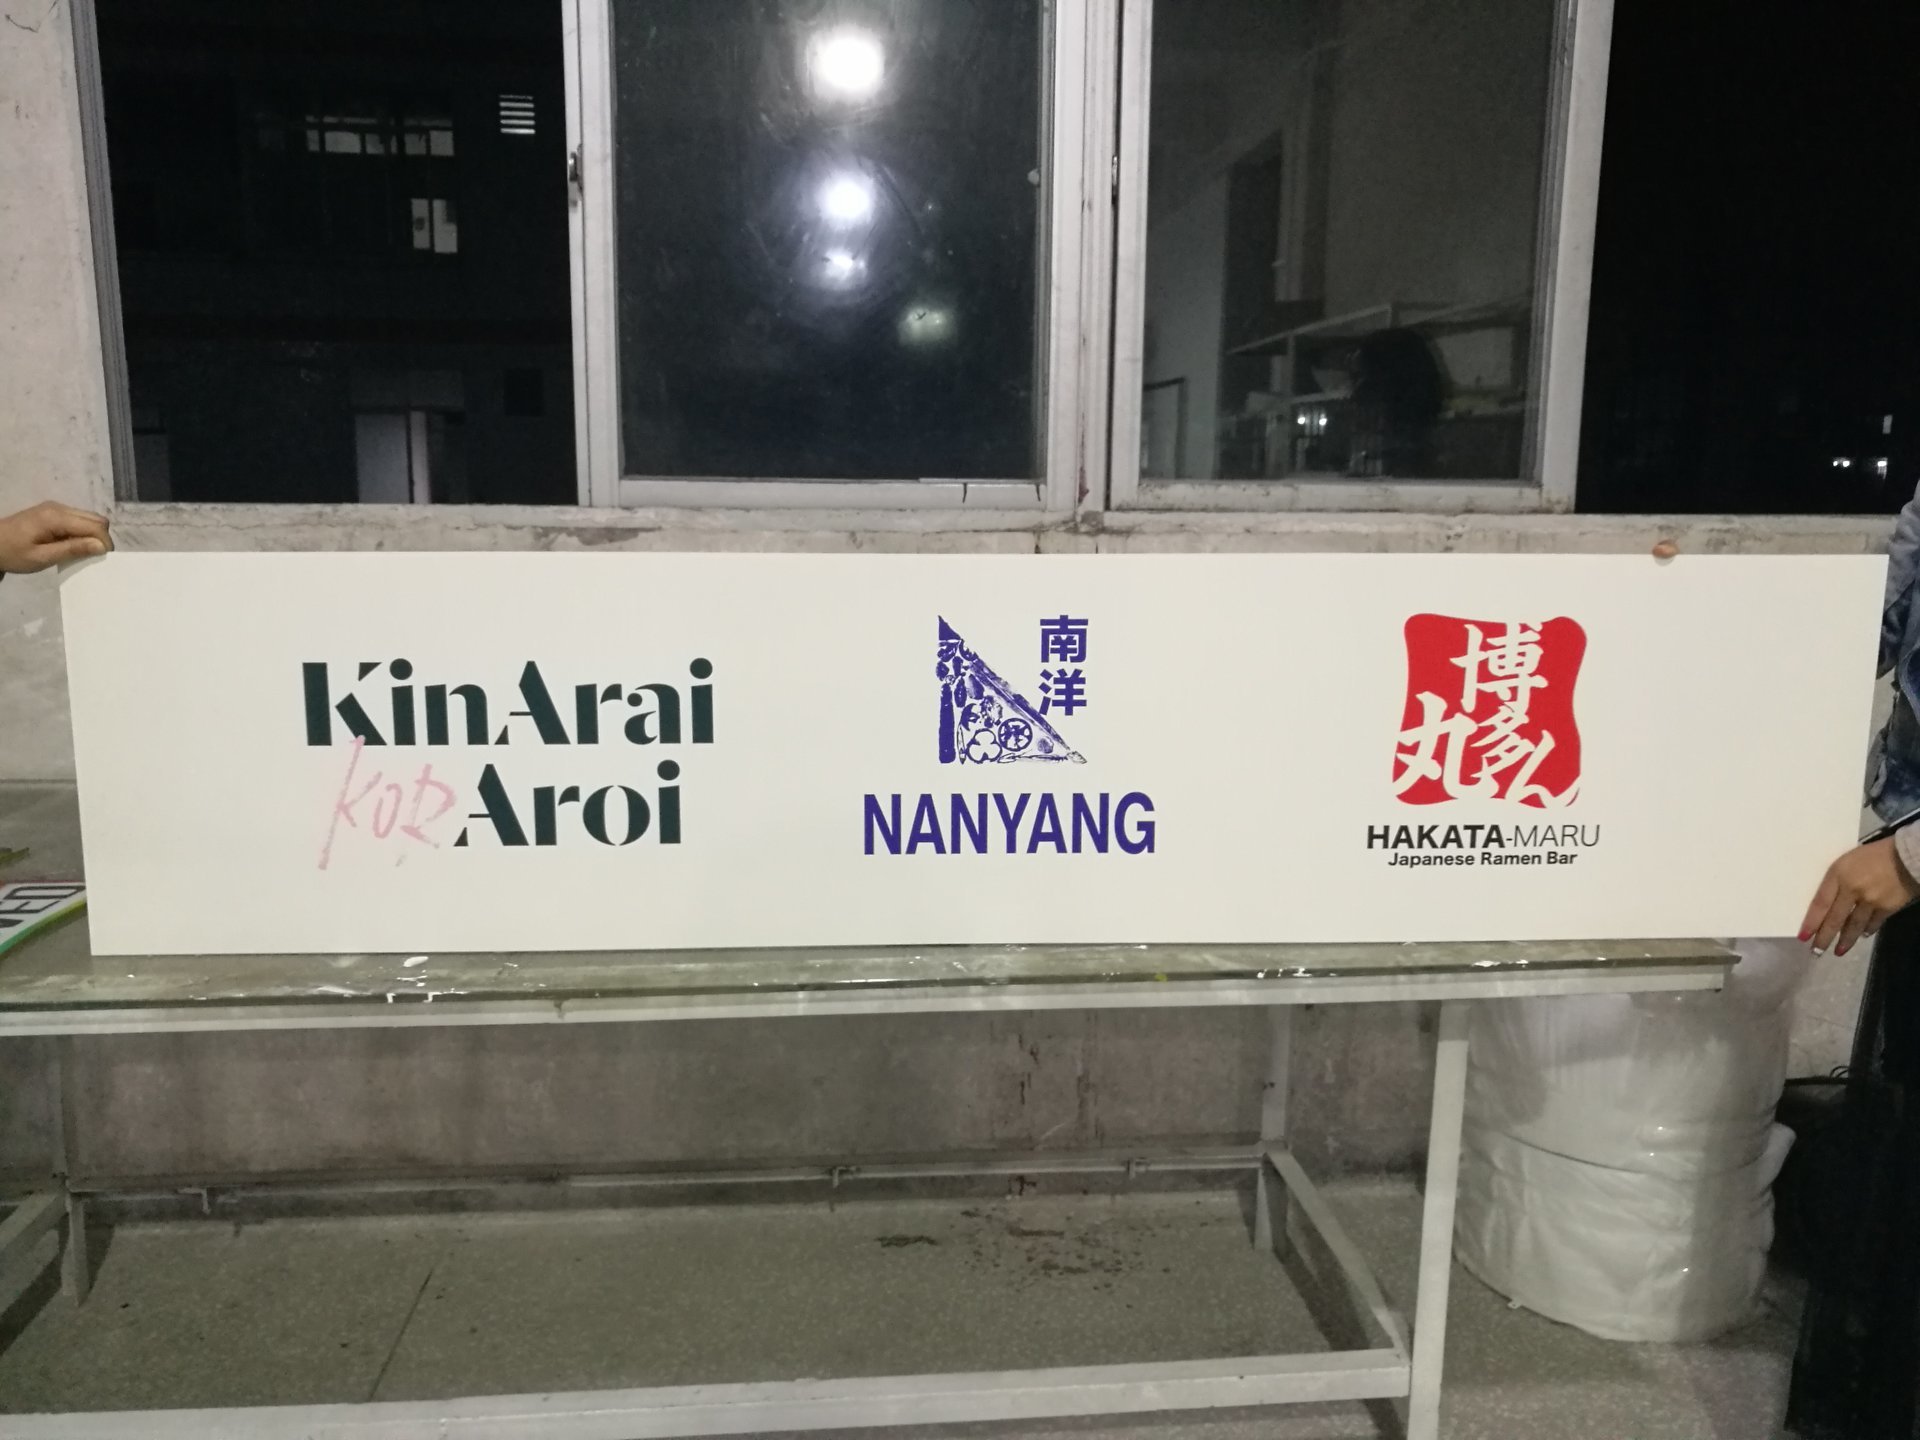 KinArai
KOR Aroi
南洋
NANYANG
博多
丸
HAKATA-MARU
Japanese Ramen Bar